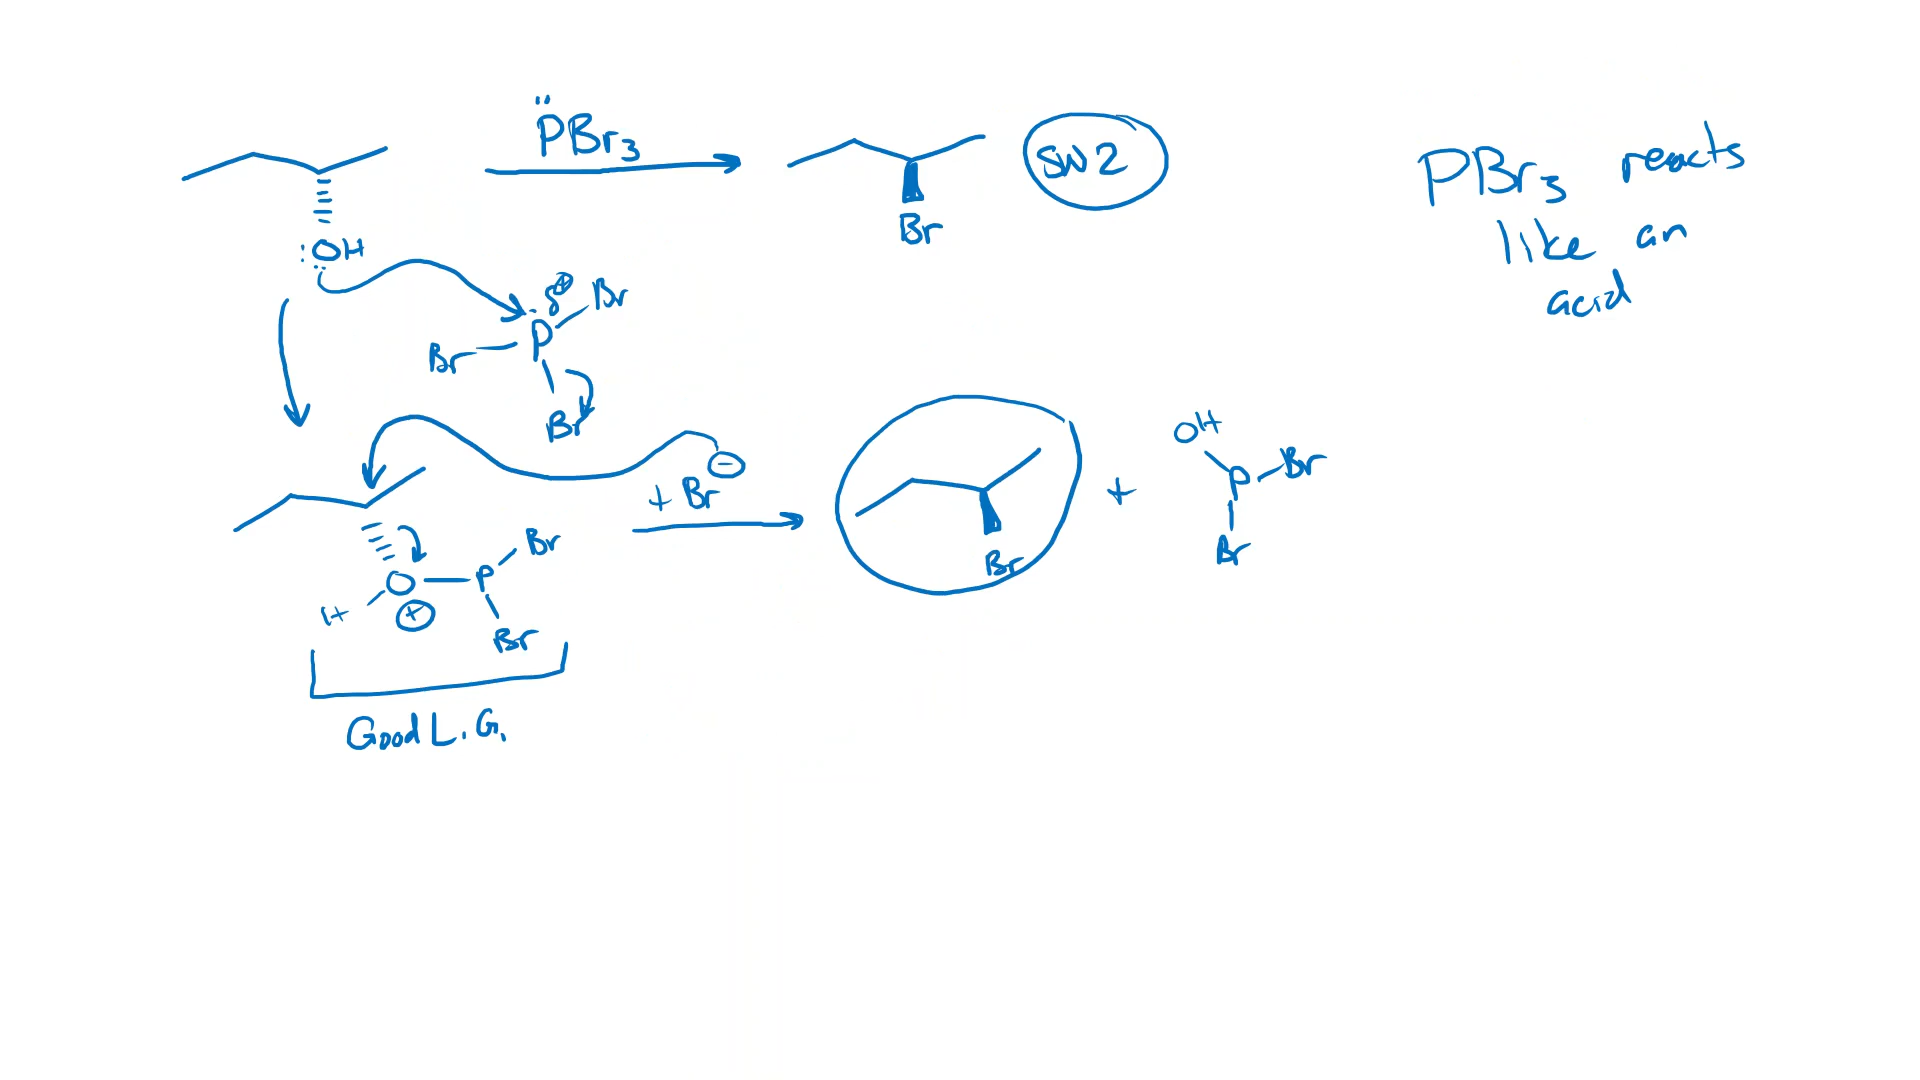 PBr3
SN2
PBr3 reacts
like an
acid
:OH
Br
δ+
Br
Br
P
Br
OH
⊖
+ Br
P
Br
+
Br
Br
Br
O
P
H
⊕
Br
Good L.G.